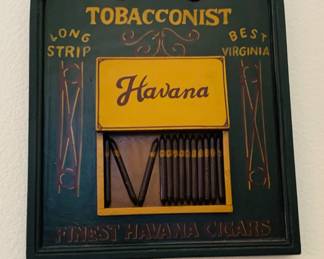 TOBACCONIST
LONG
STRIP
BEST
VIRGINIA
Havana
FINEST HAVANA CIGARS